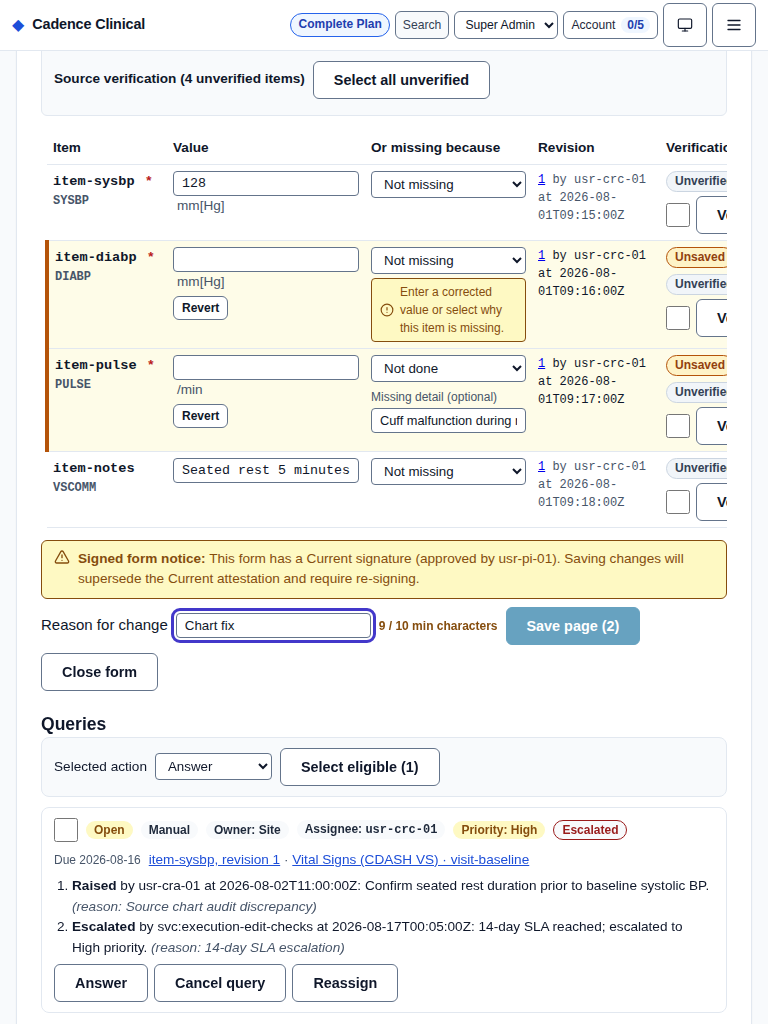 Cadence Clinical
Complete Plan Search Super Admin Account 0/5
Source verification (4 unverified items) Select all unverified
Item Value Or missing because Revision
item-sysbp * 128 Not missing 1 by usr-crc-01
SYSBP mm[Hg] at 2026-08-
01T09:15:00Z
item-diabp * Not missing 1 by usr-crc-01
DIABP mm[Hg] at 2026-08-
01T09:16:00Z
Revert Enter a corrected
value or select why
this item is missing.
Unsaved
item-pulse * Not done 1 by usr-crc-01
PULSE /min at 2026-08-
01T09:17:00Z
Revert Missing detail (optional)
Cuff malfunction during
Unsaved
item-notes Seated rest 5 minutes Not missing 1 by usr-crc-01
VSCOMM at 2026-08-
01T09:18:00Z
Signed form notice: This form has a Current signature (approved by usr-pi-01). Saving changes will
supersede the Current attestation and require re-signing.
Reason for change Chart fix 9 / 10 min characters Save page (2)
Close form
Queries
Selected action Answer Select eligible (1)
Open Manual Owner: Site Assignee: usr-crc-01 Priority: High Escalated
Due 2026-08-16 item-sysbp, revision 1 · Vital Signs (CDASH VS) · visit-baseline
1. Raised by usr-cra-01 at 2026-08-02T11:00:00Z: Confirm seated rest duration prior to baseline systolic BP.
(reason: Source chart audit discrepancy)
2. Escalated by svc:execution-edit-checks at 2026-08-17T00:05:00Z: 14-day SLA reached; escalated to
High priority. (reason: 14-day SLA escalation)
Answer Cancel query Reassign